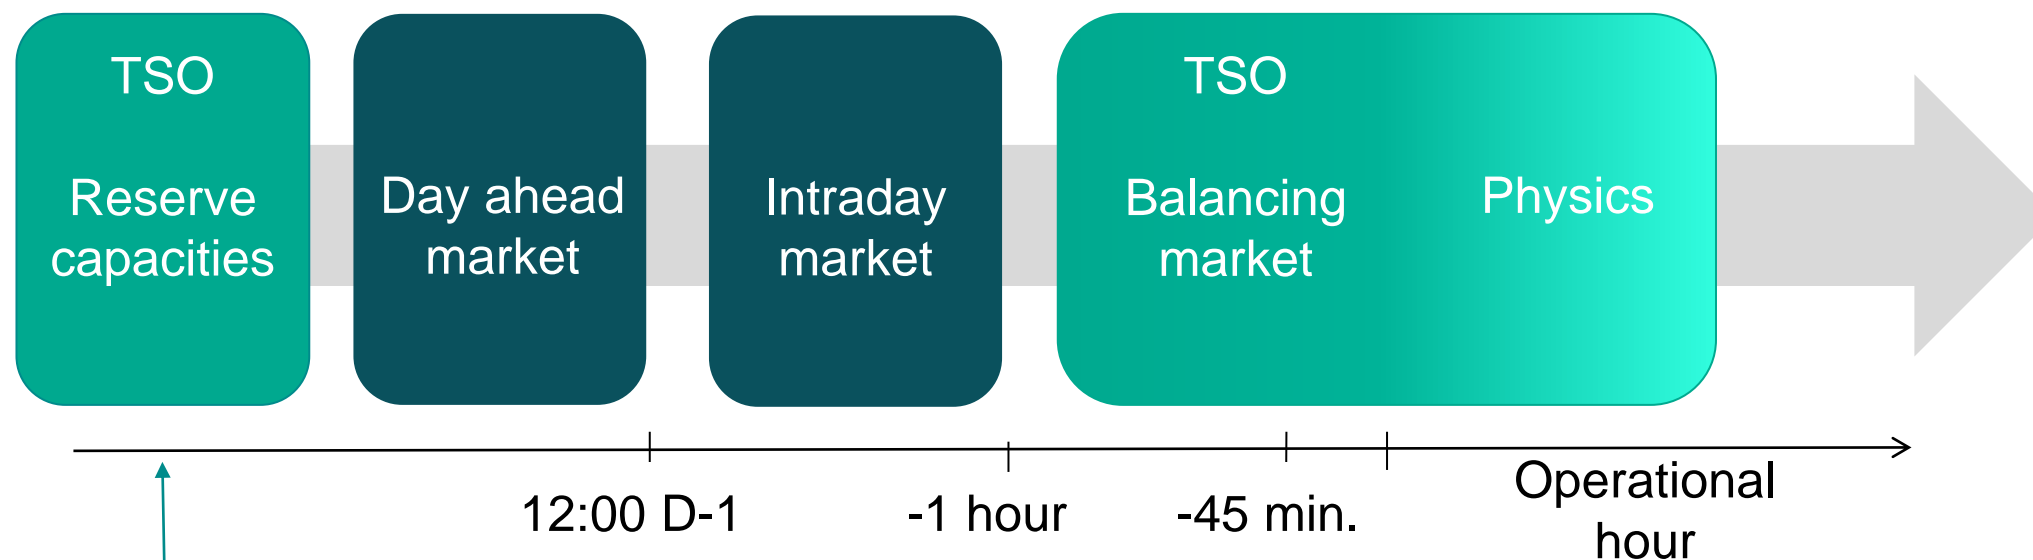 TSO
Reserve
capacities
Day ahead
market
Intraday
market
TSO
Balancing
market
Physics
12:00 D-1
-1 hour
-45 min.
Operational
hour